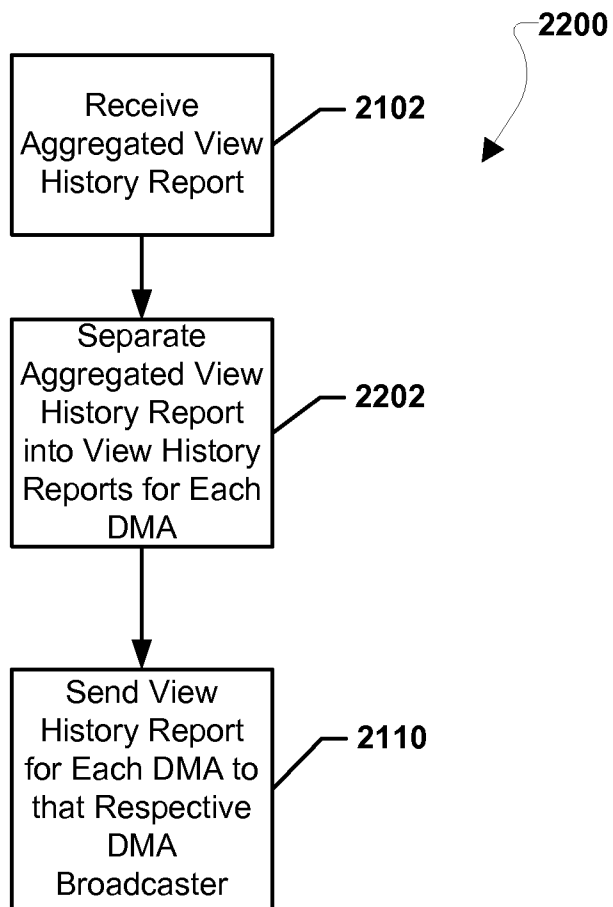 2200
Receive
Aggregated View
History Report
2102
Separate
Aggregated View
History Report
into View History
Reports for Each
DMA
2202
Send View
History Report
for Each DMA to
that Respective
DMA
Broadcaster
2110